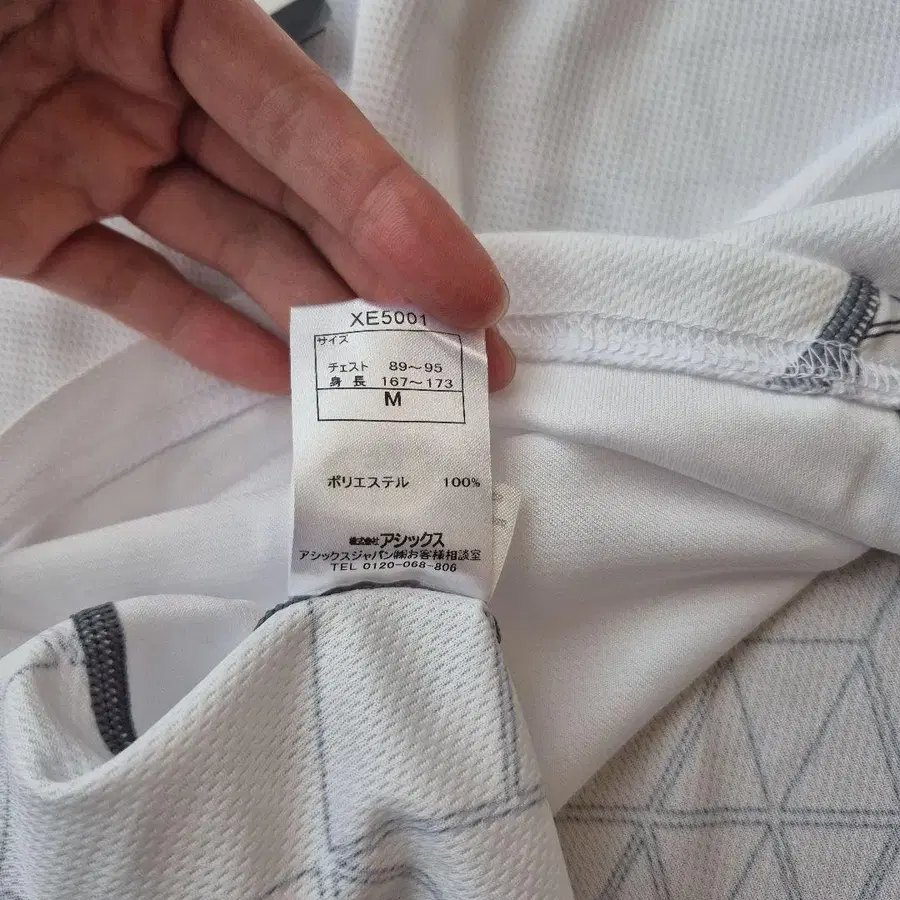 XE5001
サイズ
チェスト 89～95
身長 167～173
M
ポリエステル 100%
株式会社アシックス
アシックスジャパン㈱お客様相談室
TEL 0120-068-806